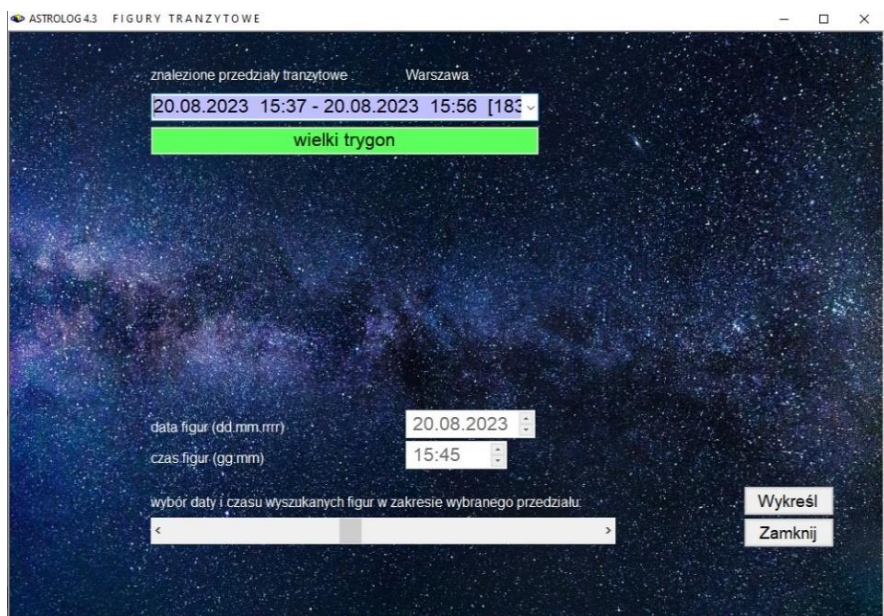 ASTROLOG 4.3 FIGURY TRANZYTOWE
znalezione przedziały tranzytowe : Warszawa
20.08.2023 15:37 - 20.08.2023 15:56 [183
wielki trygon
data figur (dd.mm.rrrr) 20.08.2023
czas figur (gg:mm) 15:45
wybór daty i czasu wyszukanych figur w zakresie wybranego przedziału:
Wykreśl
Zamknij